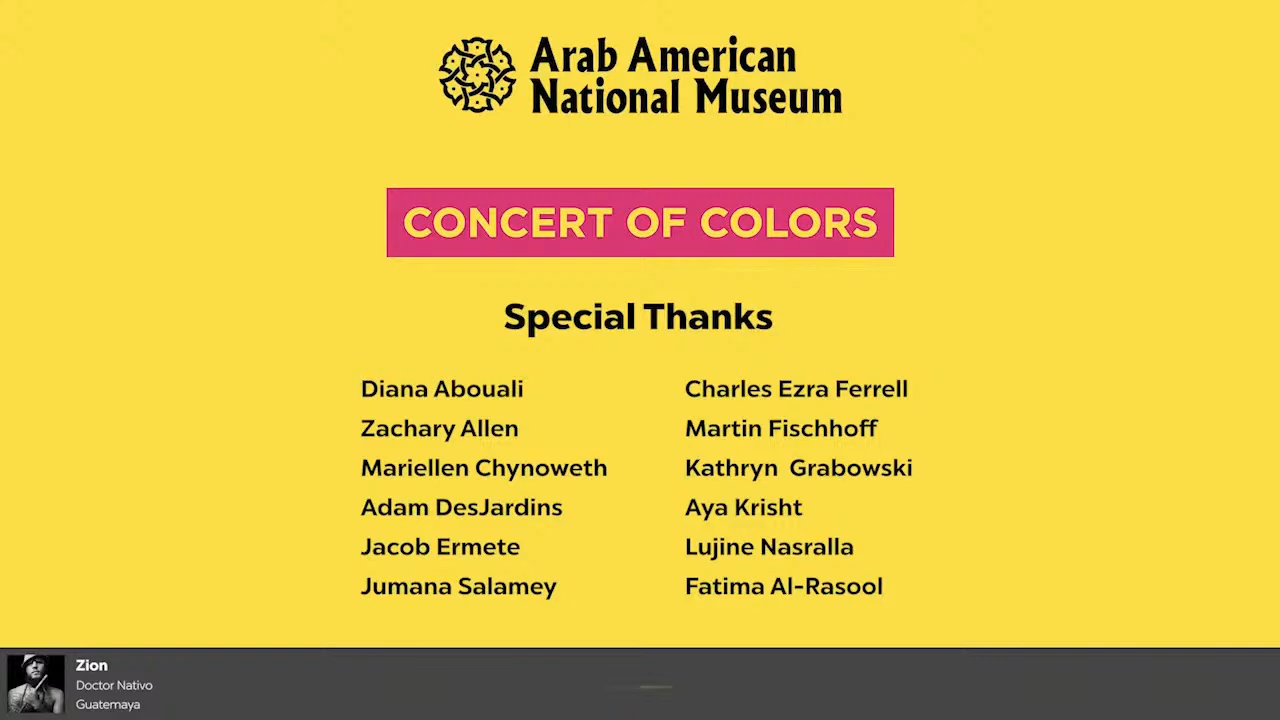 Arab American
National Museum
CONCERT OF COLORS
Special Thanks
Diana Abouali
Zachary Allen
Mariellen Chynoweth
Adam DesJardins
Jacob Ermete
Jumana Salamey
Charles Ezra Ferrell
Martin Fischhoff
Kathryn  Grabowski
Aya Krisht
Lujine Nasralla
Fatima Al-Rasool
Zion
Doctor Nativo
Guatemaya